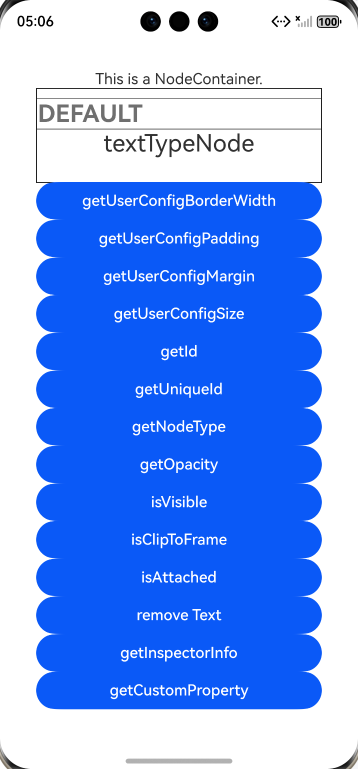 05:06
100
This is a NodeContainer.
DEFAULT
textTypeNode
getUserConfigBorderWidth
getUserConfigPadding
getUserConfigMargin
getUserConfigSize
getId
getUniqueId
getNodeType
getOpacity
isVisible
isClipToFrame
isAttached
remove Text
getInspectorInfo
getCustomProperty